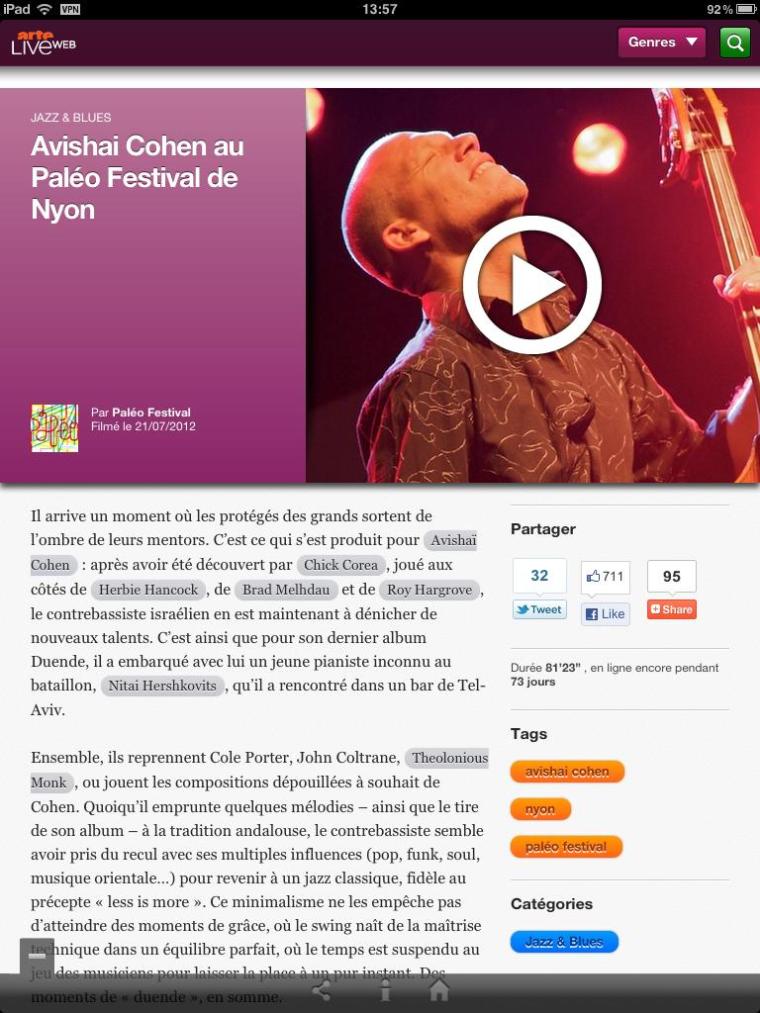 iPad VPN 13:57 92%
arte
LIVEWEB
Genres
JAZZ & BLUES
Avishai Cohen au
Paléo Festival de
Nyon
paléo
Par Paléo Festival
Filmé le 21/07/2012
Il arrive un moment où les protégés des grands sortent de
l'ombre de leurs mentors. C'est ce qui s'est produit pour Avishaï
Cohen : après avoir été découvert par Chick Corea, joué aux
côtés de Herbie Hancock, de Brad Melhdau et de Roy Hargrove,
le contrebassiste israélien en est maintenant à dénicher de
nouveaux talents. C'est ainsi que pour son dernier album
Duende, il a embarqué avec lui un jeune pianiste inconnu au
bataillon, Nitai Hershkovits, qu'il a rencontré dans un bar de Tel-
Aviv.
Ensemble, ils reprennent Cole Porter, John Coltrane, Theolonious
Monk, ou jouent les compositions dépouillées à souhait de
Cohen. Quoiqu'il emprunte quelques mélodies – ainsi que le tire
de son album – à la tradition andalouse, le contrebassiste semble
avoir pris du recul avec ses multiples influences (pop, funk, soul,
musique orientale…) pour revenir à un jazz classique, fidèle au
précepte « less is more ». Ce minimalisme ne les empêche pas
d'atteindre des moments de grâce, où le swing naît de la maîtrise
technique dans un équilibre parfait, où le temps est suspendu au
jeu des musiciens pour laisser la place à un pur instant. Des
moments de « duende », en somme.
Partager
32 711 95
Tweet Like Share
Durée 81'23" , en ligne encore pendant
73 jours
Tags
avishai cohen
nyon
paléo festival
Catégories
Jazz & Blues